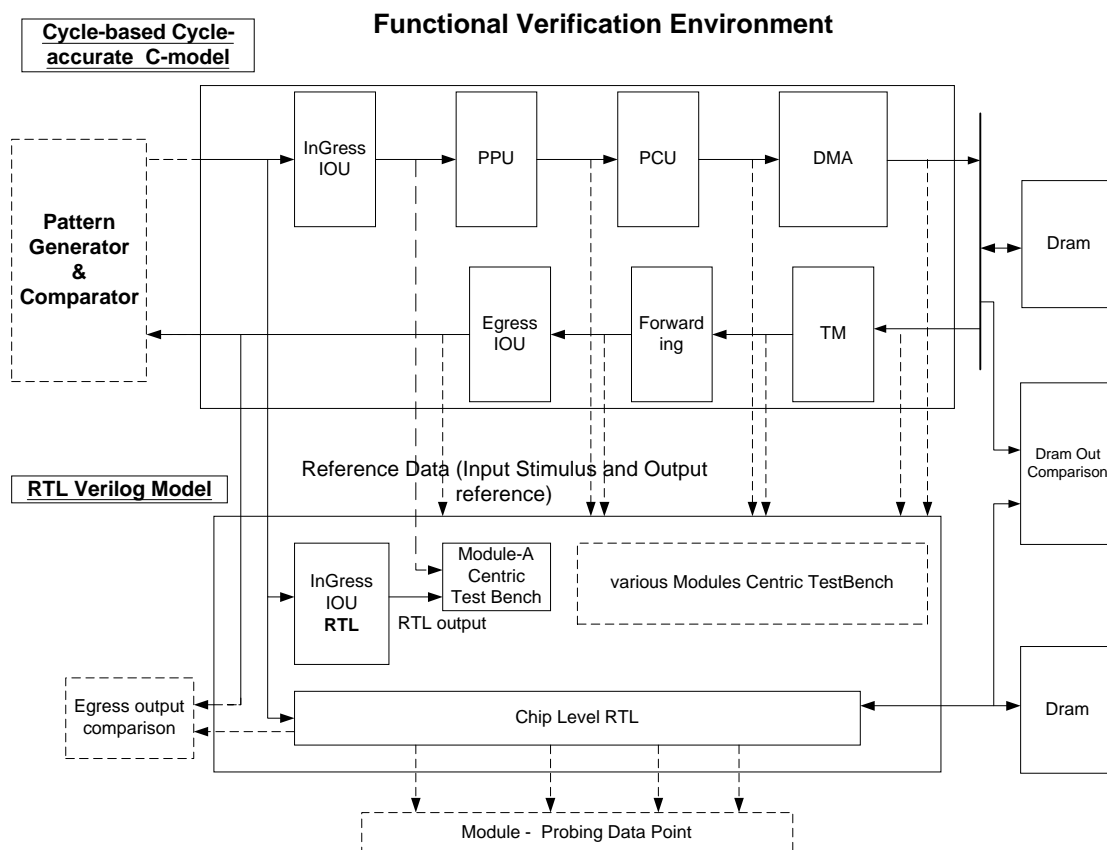 Functional Verification Environment
Cycle-based Cycle-
accurate C-model
InGress
IOU
PPU
PCU
DMA
Pattern
Generator
&
Comparator
Dram
Egress
IOU
Forward
ing
TM
Dram Out
Comparison
Reference Data (Input Stimulus and Output
reference)
RTL Verilog Model
InGress
IOU
RTL
RTL output
Module-A
Centric
Test Bench
various Modules Centric TestBench
Egress output
comparison
Chip Level RTL
Dram
Module - Probing Data Point